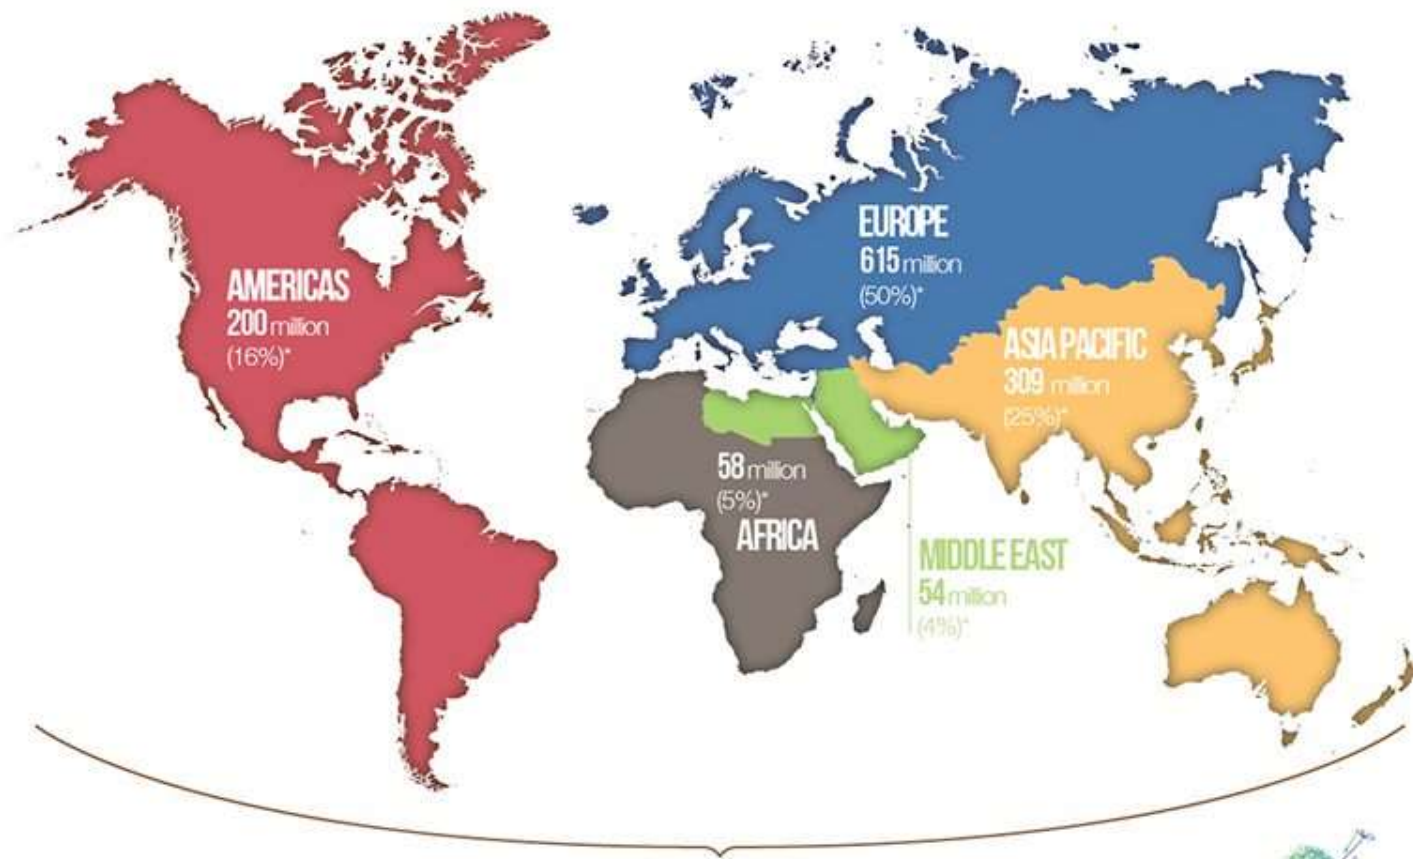 AMERICAS
200 million
(16%)*
EUROPE
615 million
(50%)*
ASIA PACIFIC
309 million
(25%)*
58 million
(5%)*
AFRICA
MIDDLE EAST
54 million
(4%)*